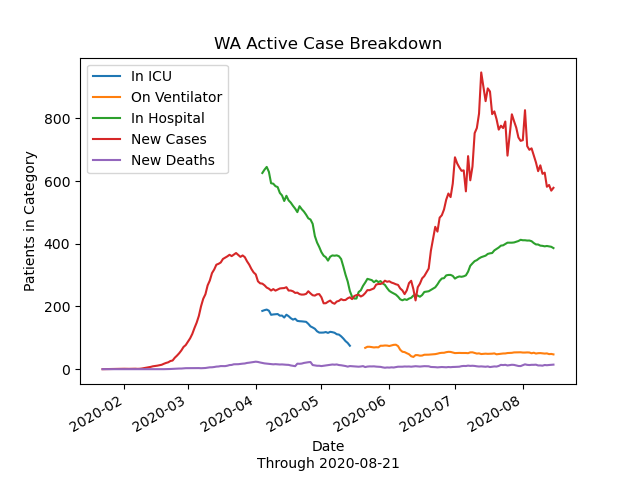 WA Active Case Breakdown
In ICU
On Ventilator
In Hospital
New Cases
New Deaths
Patients in Category
800
600
400
200
0
2020-02
2020-03
2020-04
2020-05
2020-06
2020-07
2020-08
Date
Through 2020-08-21